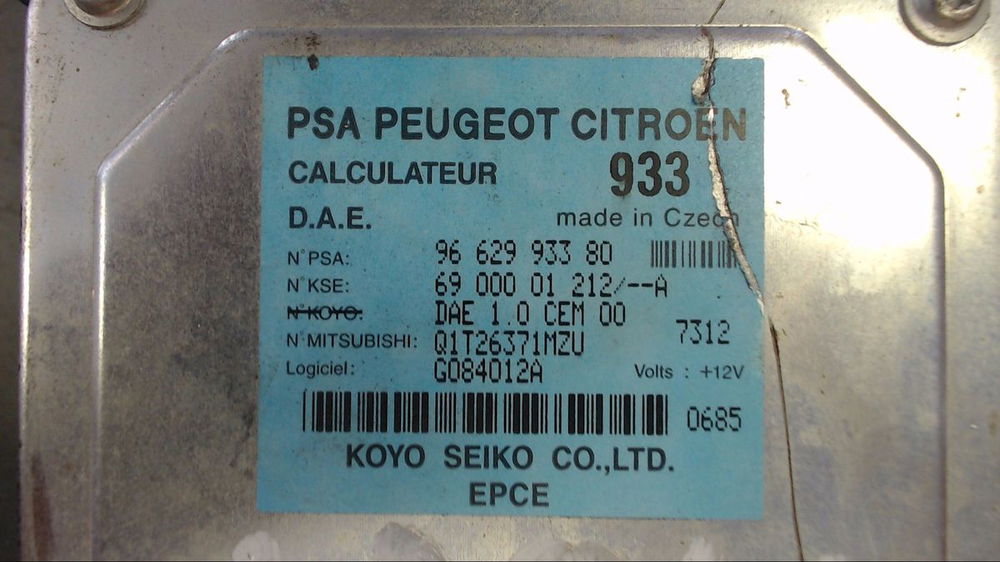 PSA PEUGEOT CITROËN
CALCULATEUR 933
D.A.E. made in Czech
N°PSA: 96 629 933 80
N°KSE: 69 000 01 212/--A
N°KOYO: DAE 1.0 CEM 00
N°MITSUBISHI: Q1T26371MZU 7312
Logiciel: G084012A Volts : +12V
0685
KOYO SEIKO CO.,LTD.
EPCE